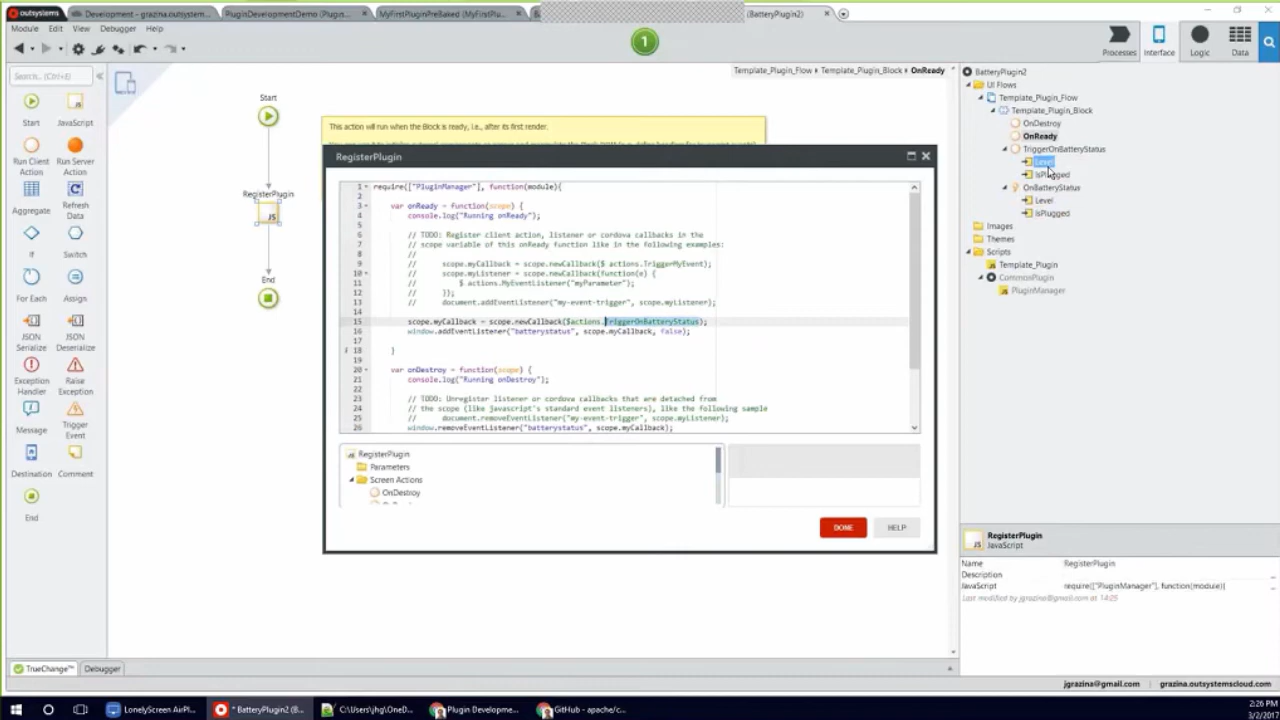 outsystems
Development - grazina.outsystem...
PluginDevelopmentDemo (Plugin...
MyFirstPluginPreBaked (MyFirstPlu...
(BatteryPlugin2)
Module
Edit
View
Debugger
Help
1
Processes
Interface
Logic
Data
Search... (Ctrl+E)
Start
JavaScript
Run Client
Action
Run Server
Action
Aggregate
Refresh
Data
If
Switch
For Each
Assign
JSON
Serialize
JSON
Deserialize
Exception
Handler
Raise
Exception
Message
Trigger
Event
Destination
Comment
End
Template_Plugin_Flow ▸ Template_Plugin_Block ▸ OnReady
Start
RegisterPlugin
JS
End
This action will run when the Block is ready, i.e., after its first render.
RegisterPlugin
1 require(["PluginManager"], function(module){
2
3 var onReady = function(scope) {
4 console.log("Running onReady");
5
6 // TODO: Register client action, listener or cordova callbacks in the
7 // scope variable of this onReady function like in the following examples:
8 //
9 // scope.myCallback = scope.newCallback($ actions.TriggerMyEvent);
10 // scope.myListener = scope.newCallback(function(e) {
11 // $ actions.MyEventListener("myParameter");
12 // });
13 // document.addEventListener("my-event-trigger", scope.myListener);
14
15 scope.myCallback = scope.newCallback($actions.TriggerOnBatteryStatus);
16 window.addEventListener("batterystatus", scope.myCallback, false);
17
18 }
19
20 var onDestroy = function(scope) {
21 console.log("Running onDestroy");
22
23 // TODO: Unregister listener or cordova callbacks that are detached from
24 // the scope (like javascript's standard event listeners), like the following sample
25 // document.removeEventListener("my-event-trigger", scope.myListener);
26 window.removeEventListener("batterystatus", scope.myCallback);
RegisterPlugin
Parameters
Screen Actions
OnDestroy
DONE
HELP
BatteryPlugin2
UI Flows
Template_Plugin_Flow
Template_Plugin_Block
OnDestroy
OnReady
TriggerOnBatteryStatus
Level
IsPlugged
OnBatteryStatus
Level
IsPlugged
Images
Themes
Scripts
Template_Plugin
CommonPlugin
PluginManager
RegisterPlugin
JavaScript
Name RegisterPlugin
Description
JavaScript require(["PluginManager"], function(module){
Last modified by jgrazina@gmail.com at 14:25
TrueChange™
Debugger
jgrazina@gmail.com
grazina.outsystemscloud.com
LonelyScreen AirPl...
* BatteryPlugin2 (B...
C:\Users\jhg\OneD...
Plugin Developme...
GitHub - apache/c...
2:26 PM
3/2/2017